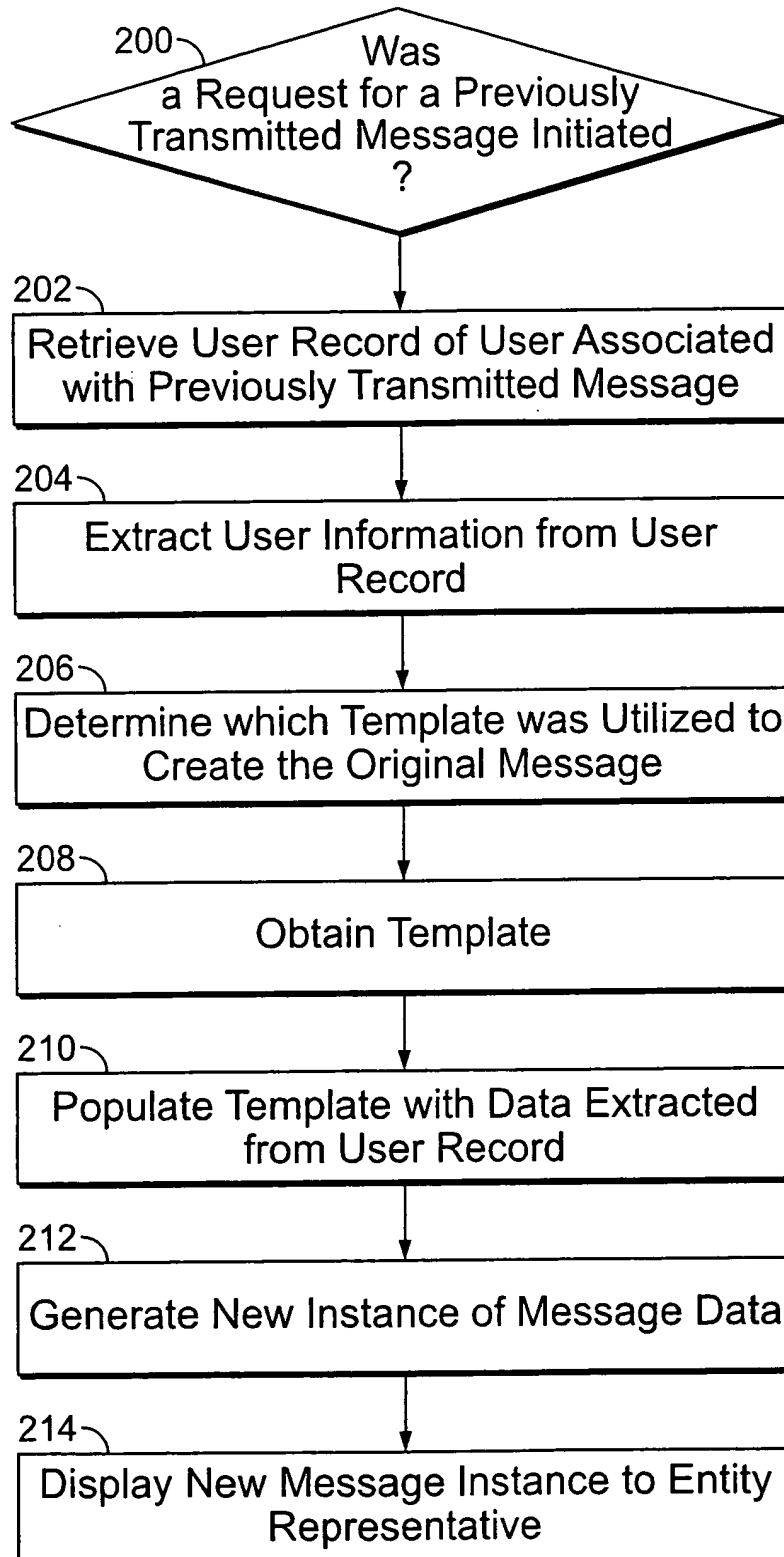 200
Was
a Request for a Previously
Transmitted Message Initiated
?
202
Retrieve User Record of User Associated
with Previously Transmitted Message
204
Extract User Information from User
Record
206
Determine which Template was Utilized to
Create the Original Message
208
Obtain Template
210
Populate Template with Data Extracted
from User Record
212
Generate New Instance of Message Data
214
Display New Message Instance to Entity
Representative